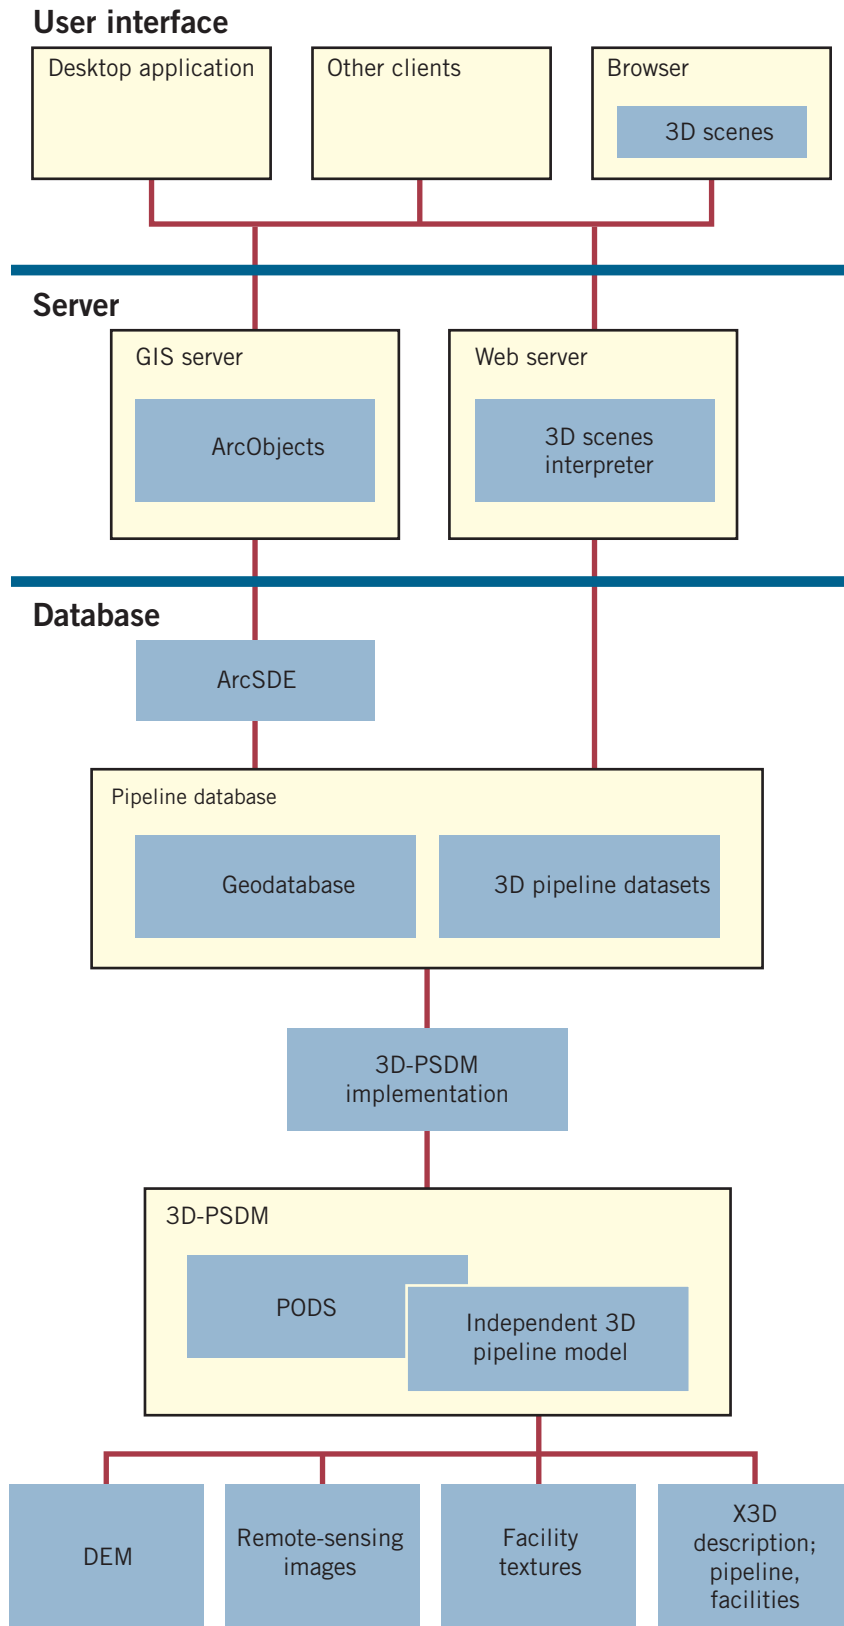 User interface
Desktop application
Other clients
Browser
3D scenes
Server
GIS server
ArcObjects
Web server
3D scenes
interpreter
Database
ArcSDE
Pipeline database
Geodatabase
3D pipeline datasets
3D-PSDM
implementation
3D-PSDM
PODS
Independent 3D
pipeline model
DEM
Remote-sensing
images
Facility
textures
X3D
description;
pipeline,
facilities